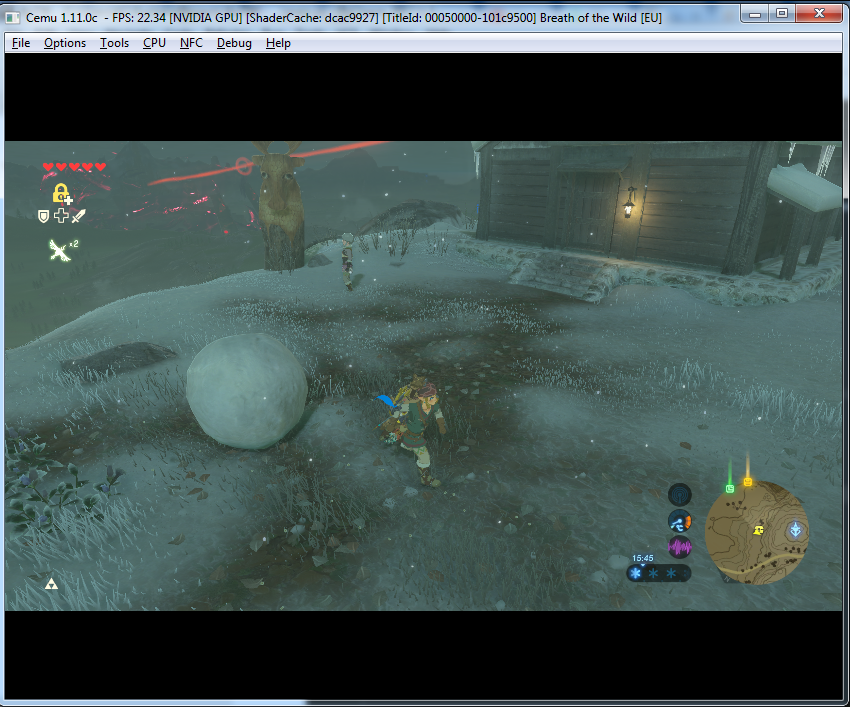 Cemu 1.11.0c - FPS: 22.34 [NVIDIA GPU] [ShaderCache: dcac9927] [TitleId: 00050000-101c9500] Breath of the Wild [EU]
File Options Tools CPU NFC Debug Help
×2
15:45